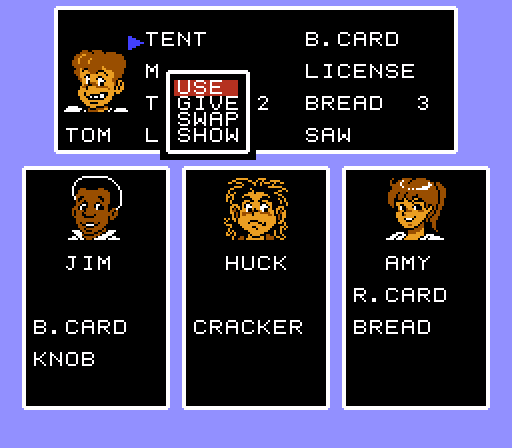 TENT B.CARD
M LICENSE
USE
T GIVE 2 BREAD 3
SWAP
TOM L SHOW SAW
JIM HUCK AMY
R.CARD
B.CARD CRACKER BREAD
KNOB